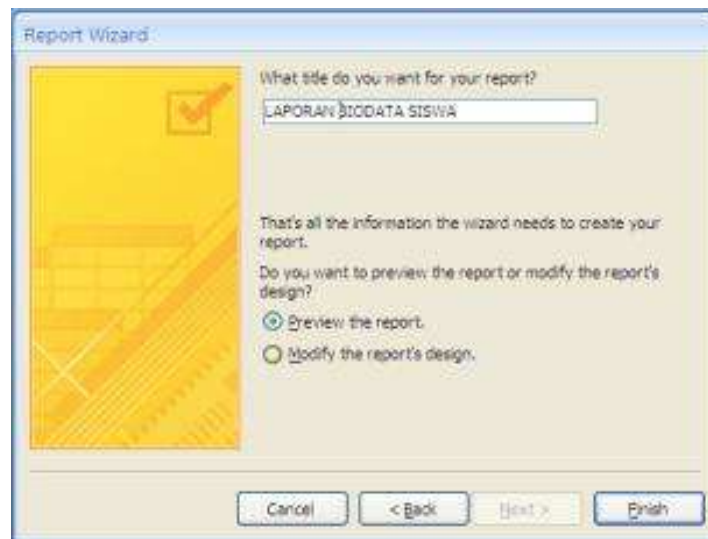 Report Wizard
What title do you want for your report?
LAPORAN BIODATA SISWA
That's all the information the wizard needs to create your
report.
Do you want to preview the report or modify the report's
design?
Preview the report.
Modify the report's design.
Cancel
< Back
Next >
Finish